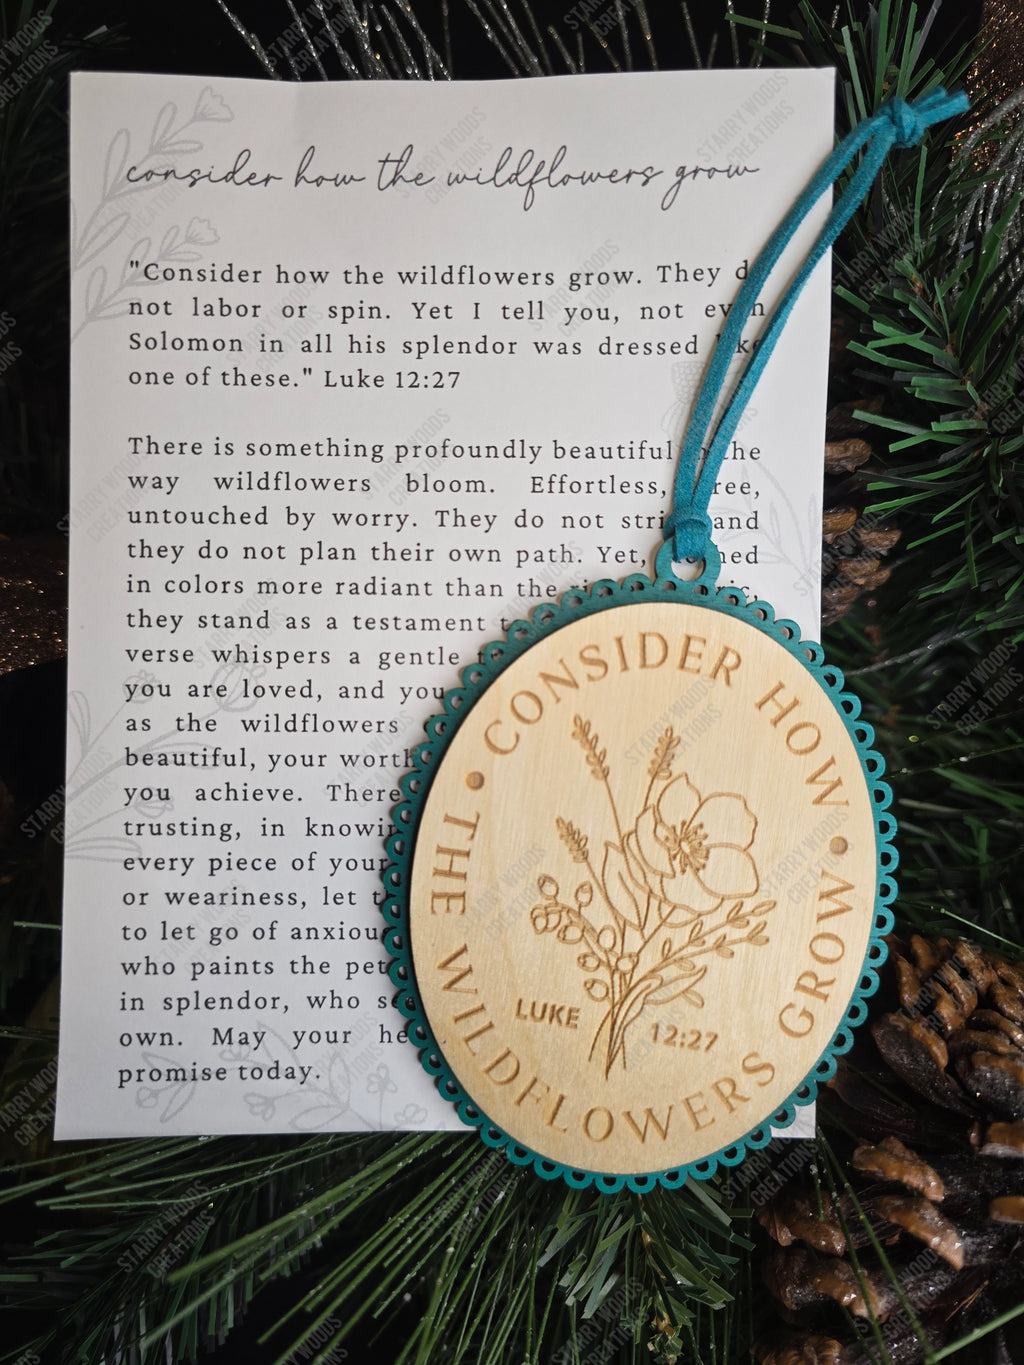 consider how the wildflowers grow
"Consider how the wildflowers grow. They
not labor or spin. Yet I tell you, not even
Solomon in all his splendor was dressed
one of these." Luke 12:27
There is something profoundly beautiful
way wildflowers bloom. Effortless,
untouched by worry. They do not and
they do not plan their own path. Yet,
in colors more radiant than the
they stand as a testament
verse whispers a gentle
you are loved, and you
as the wildflowers
beautiful, your worth
you achieve. There
trusting, in
every piece of your
or weariness, let
to let go of
who paints the
in splendor, who
own. May your
promise today.
CONSIDER HOW
THE WILDFLOWERS GROW
LUKE 12:27
STARRY WOODS
CREATIONS